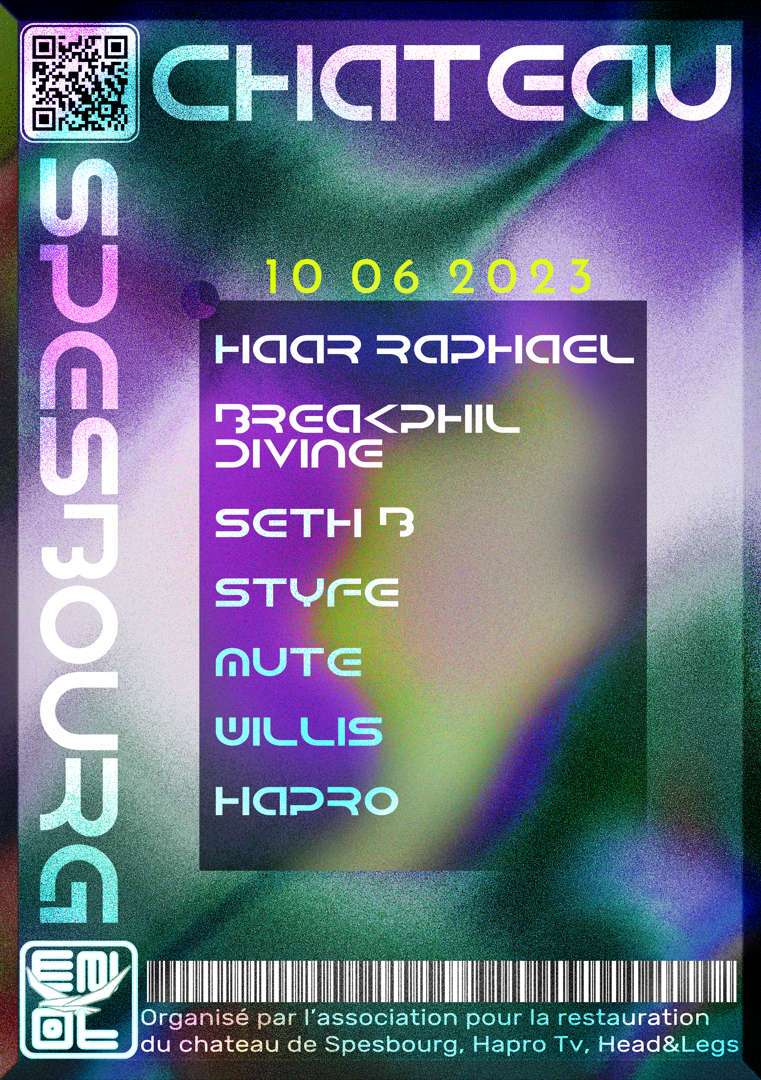 CHATEAU
SPESBOURG
10 06 2023
HAAR RAPHAEL
BREAKPHIL
DIVINE
SETH B
STYFE
MUTE
WILLIS
HAPRO
Organisé par l'association pour la restauration
du chateau de Spesbourg, Hapro Tv, Head&Legs